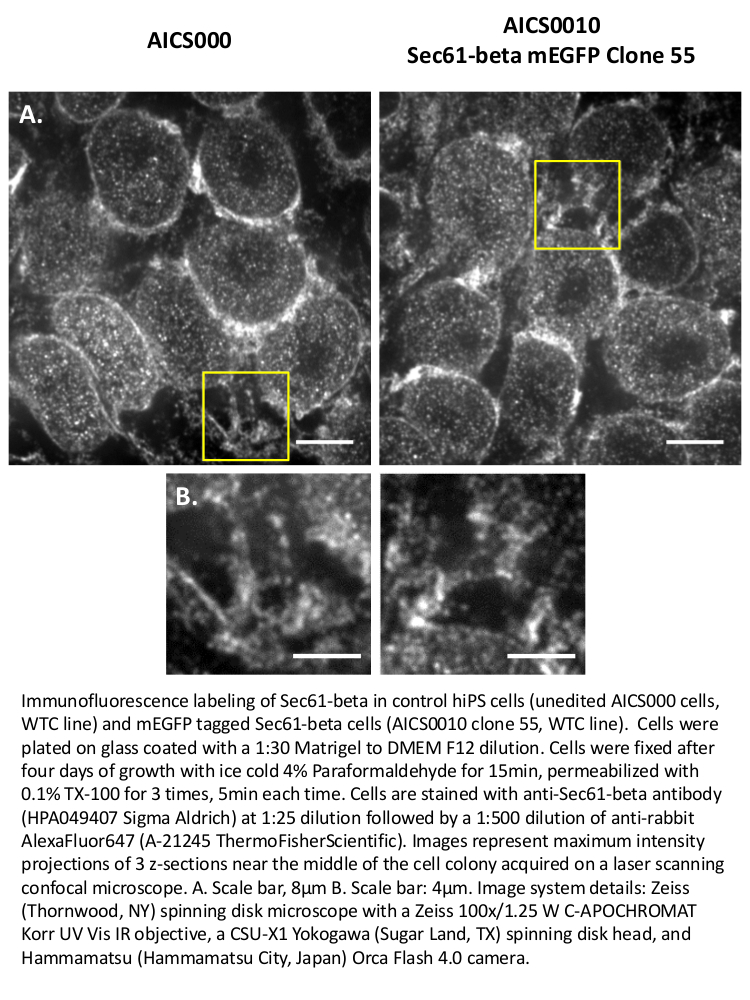 AICS000
AICS0010
Sec61-beta mEGFP Clone 55
A.
B.
Immunofluorescence labeling of Sec61-beta in control hiPS cells (unedited AICS000 cells,
WTC line) and mEGFP tagged Sec61-beta cells (AICS0010 clone 55, WTC line).  Cells were
plated on glass coated with a 1:30 Matrigel to DMEM F12 dilution. Cells were fixed after
four days of growth with ice cold 4% Paraformaldehyde for 15min, permeabilized with
0.1% TX-100 for 3 times, 5min each time. Cells are stained with anti-Sec61-beta antibody
(HPA049407 Sigma Aldrich) at 1:25 dilution followed by a 1:500 dilution of anti-rabbit
AlexaFluor647 (A-21245 ThermoFisherScientific). Images represent maximum intensity
projections of 3 z-sections near the middle of the cell colony acquired on a laser scanning
confocal microscope. A. Scale bar, 8μm B. Scale bar: 4μm. Image system details: Zeiss
(Thornwood, NY) spinning disk microscope with a Zeiss 100x/1.25 W C-APOCHROMAT
Korr UV Vis IR objective, a CSU-X1 Yokogawa (Sugar Land, TX) spinning disk head, and
Hammamatsu (Hammamatsu City, Japan) Orca Flash 4.0 camera.